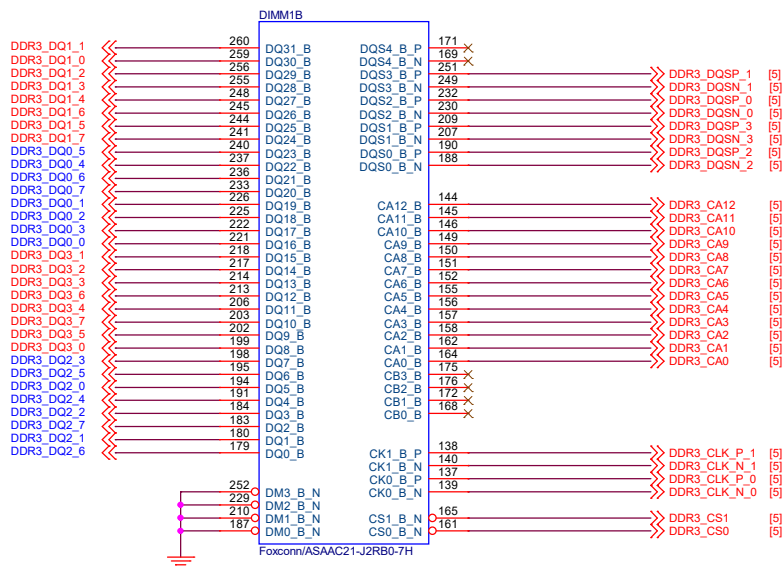 DIMM1B
DDR3_DQ1_1 260 DQ31_B DQS4_B_P 171
DDR3_DQ1_0 259 DQ30_B DQS4_B_N 169
DDR3_DQ1_2 256 DQ29_B DQS3_B_P 251 DDR3_DQSP_1 [5]
DDR3_DQ1_3 255 DQ28_B DQS3_B_N 249 DDR3_DQSN_1 [5]
DDR3_DQ1_4 248 DQ27_B DQS2_B_P 232 DDR3_DQSP_0 [5]
DDR3_DQ1_6 245 DQ26_B DQS2_B_N 230 DDR3_DQSN_0 [5]
DDR3_DQ1_5 244 DQ25_B DQS1_B_P 209 DDR3_DQSP_3 [5]
DDR3_DQ1_7 241 DQ24_B DQS1_B_N 207 DDR3_DQSN_3 [5]
DDR3_DQ0_5 240 DQ23_B DQS0_B_P 190 DDR3_DQSP_2 [5]
DDR3_DQ0_4 237 DQ22_B DQS0_B_N 188 DDR3_DQSN_2 [5]
DDR3_DQ0_6 236 DQ21_B
DDR3_DQ0_7 233 DQ20_B
DDR3_DQ0_1 226 DQ19_B CA12_B 144 DDR3_CA12 [5]
DDR3_DQ0_2 225 DQ18_B CA11_B 145 DDR3_CA11 [5]
DDR3_DQ0_3 222 DQ17_B CA10_B 146 DDR3_CA10 [5]
DDR3_DQ0_0 221 DQ16_B CA9_B 149 DDR3_CA9 [5]
DDR3_DQ3_1 218 DQ15_B CA8_B 150 DDR3_CA8 [5]
DDR3_DQ3_2 217 DQ14_B CA7_B 151 DDR3_CA7 [5]
DDR3_DQ3_3 214 DQ13_B CA6_B 152 DDR3_CA6 [5]
DDR3_DQ3_6 213 DQ12_B CA5_B 155 DDR3_CA5 [5]
DDR3_DQ3_4 206 DQ11_B CA4_B 156 DDR3_CA4 [5]
DDR3_DQ3_7 203 DQ10_B CA3_B 157 DDR3_CA3 [5]
DDR3_DQ3_5 202 DQ9_B CA2_B 158 DDR3_CA2 [5]
DDR3_DQ3_0 199 DQ8_B CA1_B 162 DDR3_CA1 [5]
DDR3_DQ2_3 198 DQ7_B CA0_B 164 DDR3_CA0 [5]
DDR3_DQ2_5 195 DQ6_B CB3_B 175
DDR3_DQ2_0 194 DQ5_B CB2_B 176
DDR3_DQ2_4 191 DQ4_B CB1_B 172
DDR3_DQ2_2 184 DQ3_B CB0_B 168
DDR3_DQ2_7 183 DQ2_B
DDR3_DQ2_1 180 DQ1_B
DDR3_DQ2_6 179 DQ0_B CK1_B_P 138 DDR3_CLK_P_1 [5]
CK1_B_N 140 DDR3_CLK_N_1 [5]
CK0_B_P 137 DDR3_CLK_P_0 [5]
252 DM3_B_N CK0_B_N 139 DDR3_CLK_N_0 [5]
229 DM2_B_N
210 DM1_B_N CS1_B_N 165 DDR3_CS1 [5]
187 DM0_B_N CS0_B_N 161 DDR3_CS0 [5]
Foxconn/ASAAC21-J2RB0-7H